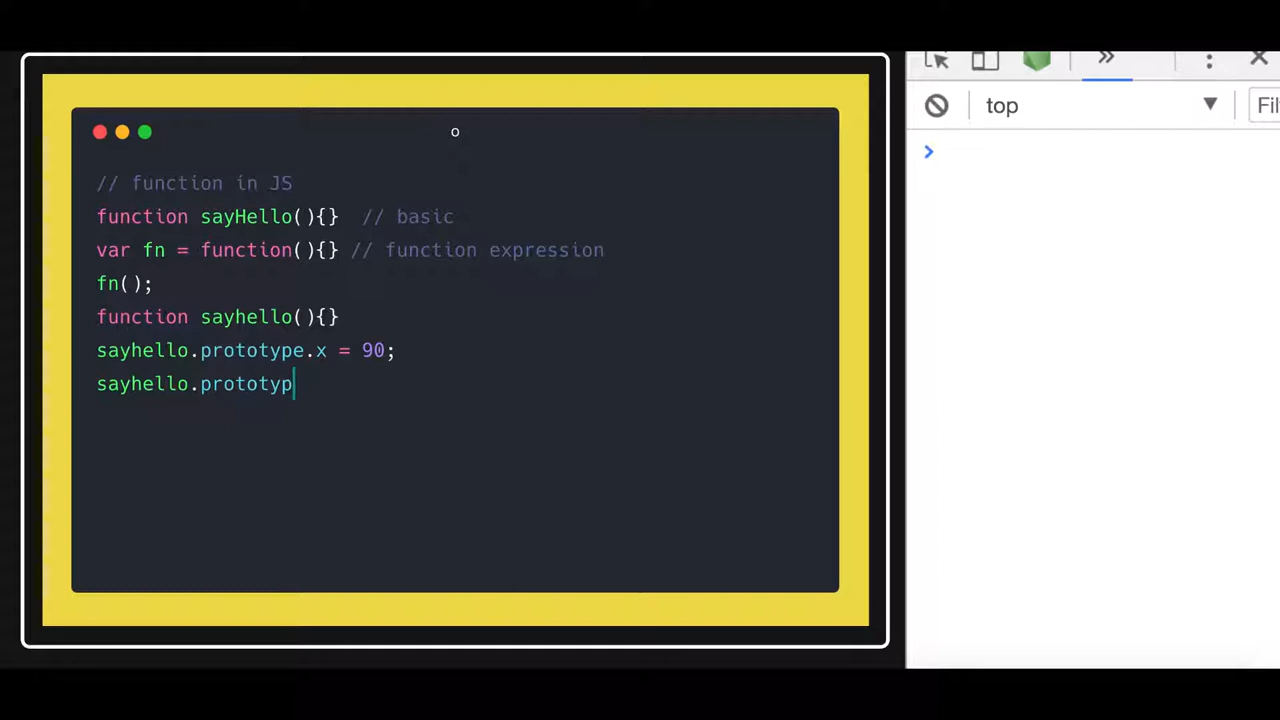 o
// function in JS
function sayHello(){}  // basic
var fn = function(){} // function expression
fn();
function sayhello(){}
sayhello.prototype.x = 90;
sayhello.prototyp
top
Fil